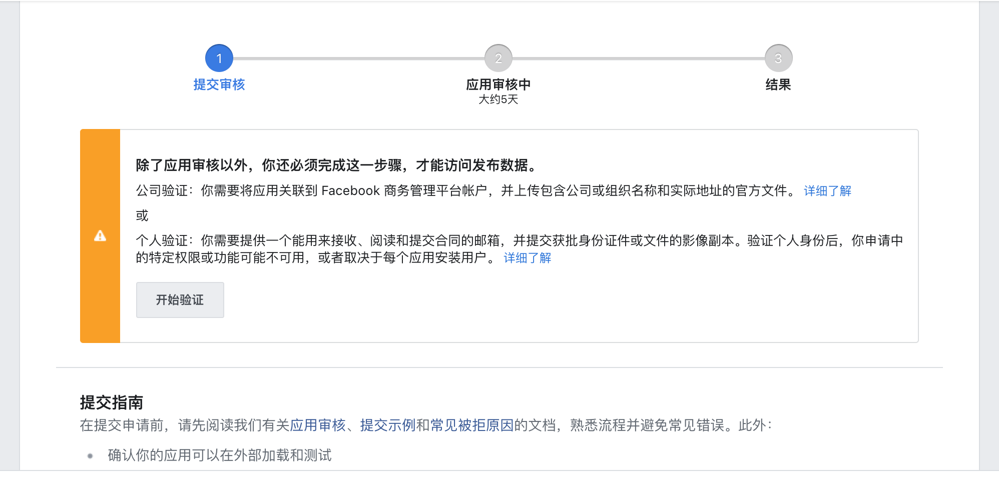 1
2
3
提交审核
应用审核中
结果
大约5天
除了应用审核以外，你还必须完成这一步骤，才能访问发布数据。
公司验证：你需要将应用关联到 Facebook 商务管理平台帐户，并上传包含公司或组织名称和实际地址的官方文件。 详细了解
或
个人验证：你需要提供一个能用来接收、阅读和提交合同的邮箱，并提交获批身份证件或文件的影像副本。验证个人身份后，你申请中
的特定权限或功能可能不可用，或者取决于每个应用安装用户。 详细了解
开始验证
提交指南
在提交申请前，请先阅读我们有关应用审核、提交示例和常见被拒原因的文档，熟悉流程并避免常见错误。此外：
确认你的应用可以在外部加载和测试